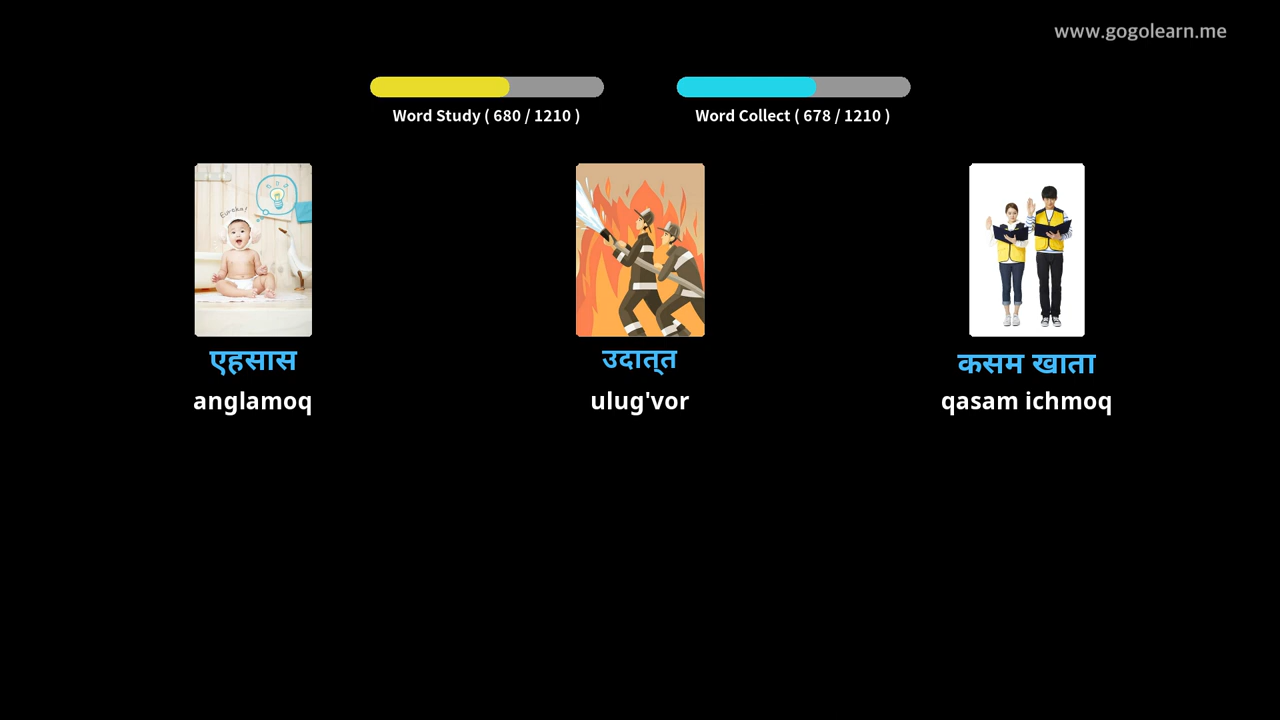 www.gogolearn.me
Word Study ( 680 / 1210 )
Word Collect ( 678 / 1210 )
Eureka!
एहसास
उदात्त
कसम खाता
anglamoq
ulug'vor
qasam ichmoq